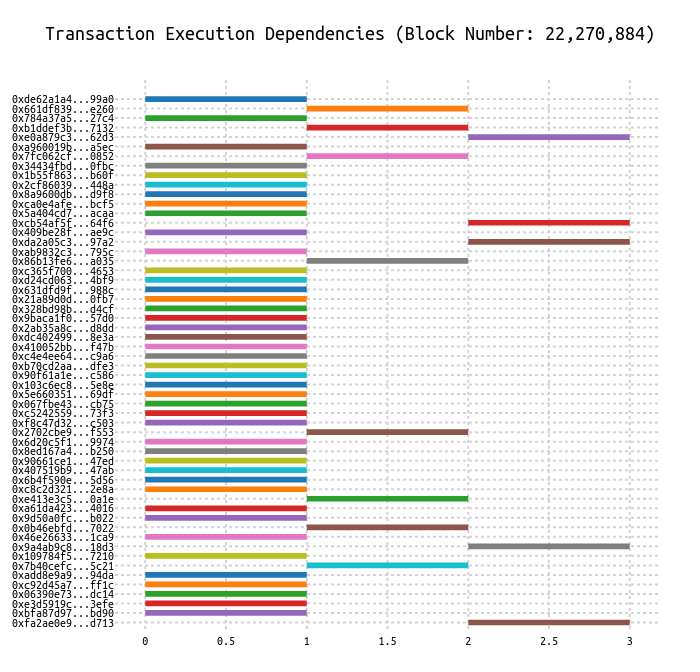 Transaction Execution Dependencies (Block Number: 22,270,884)
0xde62a1a4...99a0
0x661df839...e260
0x784a37a5...27c4
0xb1ddef3b...7132
0xe0a879c3...62d3
0xa960019b...a5ec
0x7fc062cf...0852
0x34434fbd...0fbc
0x1b55f863...b60f
0x2cf86039...448a
0x8a9600db...d9f8
0xca0e4afe...bcf5
0x5a404cd7...acaa
0xcb54af5f...64f6
0x409be28f...ae9c
0xda2a05c3...97a2
0xab9832c3...795c
0x86b13fe6...a035
0xc365f700...4653
0xd24cd063...4bf9
0x631dfd9f...988c
0x21a89d0d...0fb7
0x328bd98b...d4cf
0x9baca1f0...57d0
0x2ab35a8c...d8dd
0xdc402499...8e3a
0x410052bb...f47b
0xc4e4ee64...c9a6
0xb70cd2aa...dfe3
0x90f61a1e...c586
0x103c6ec8...5e8e
0x5e660351...69df
0x067fbe43...cb75
0xc5242559...73f3
0xf8c47d32...c503
0x2702cbe9...f553
0x6d20c5f1...9974
0x8ed167a4...b250
0x90661ce1...47ed
0x407519b9...47ab
0x6b4f590e...5d56
0xc8c2d321...2e8a
0xe413e3c5...0a1e
0xa61da423...4016
0x9d50a0fc...b022
0x0b46ebfd...7022
0x46e26633...1ca9
0x9a4ab9c8...18d3
0x109784f5...7210
0x7b40cefc...5c21
0xadd8e9a9...94da
0xc92d45a7...ff1c
0x06390e73...dc14
0xe3d5919c...3efe
0xbfa87d97...bd90
0xfa2ae0e9...d713
0 0.5 1 1.5 2 2.5 3